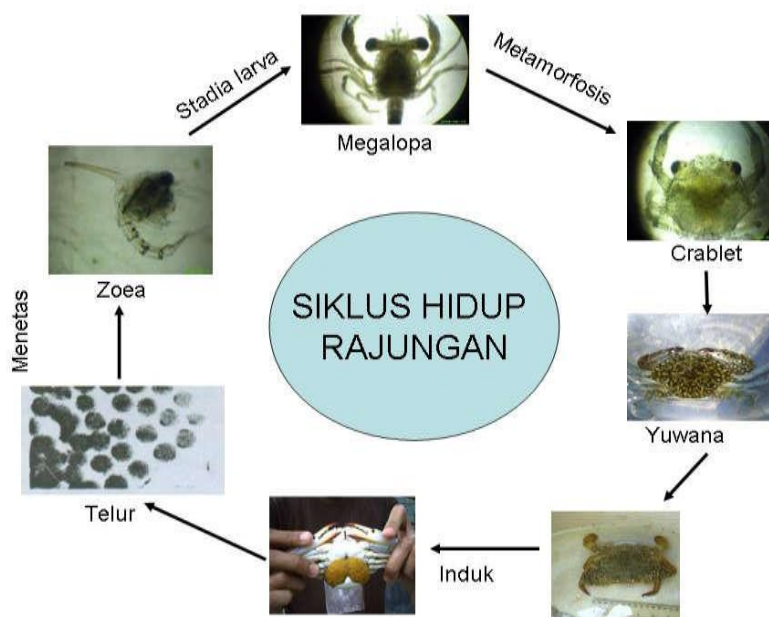 Stadia larva
Megalopa
Metamorfosis
Crablet
Yuwana
Induk
Telur
Menetas
Zoea
SIKLUS HIDUP
RAJUNGAN